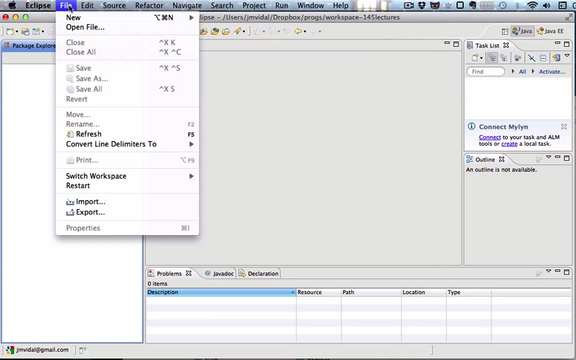 Eclipse File Edit Source Refactor Navigate Search Project Run Window Help
clipse - /Users/jmvidal/Dropbox/progs/workspace-145lectures
Java Java EE
Package Explore
New ⌥⌘N
Open File...
Close ^X K
Close All ^X ^C
Save ^X ^S
Save As...
Save All ^X S
Revert
Move...
Rename... F2
Refresh F5
Convert Line Delimiters To
Print... ⌥F9
Switch Workspace
Restart
Import...
Export...
Properties ⌘I
Task List
Find All Activate...
Connect Mylyn
Connect to your task and ALM
tools or create a local task.
Outline
An outline is not available.
Problems Javadoc Declaration
0 items
Description Resource Path Location Type
jmvidal@gmail.com